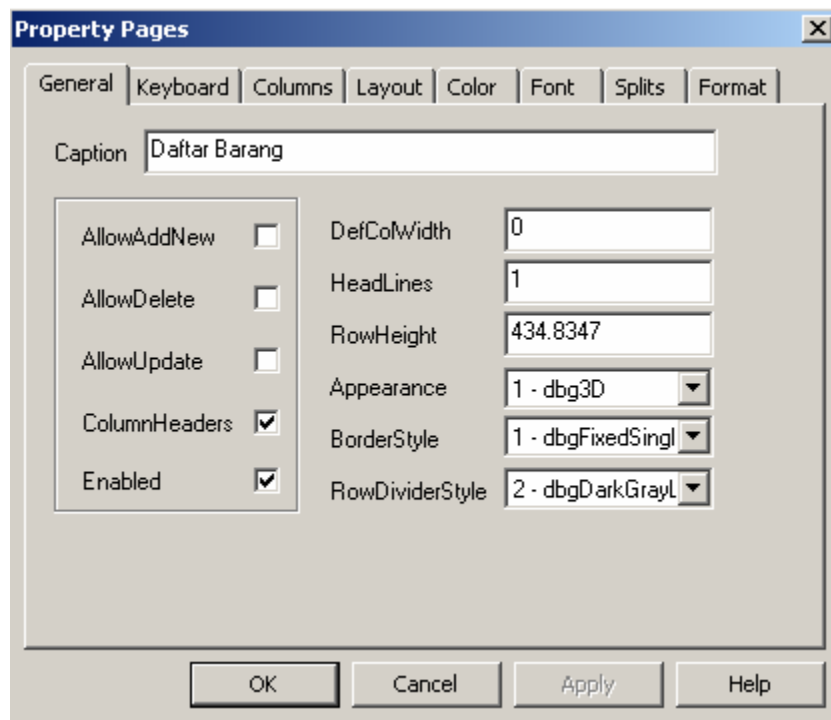 Property Pages
General Keyboard Columns Layout Color Font Splits Format
Caption Daftar Barang
AllowAddNew
AllowDelete
AllowUpdate
ColumnHeaders
Enabled
DefColWidth 0
HeadLines 1
RowHeight 434.8347
Appearance 1 - dbg3D
BorderStyle 1 - dbgFixedSingl
RowDividerStyle 2 - dbgDarkGrayL
OK Cancel Apply Help